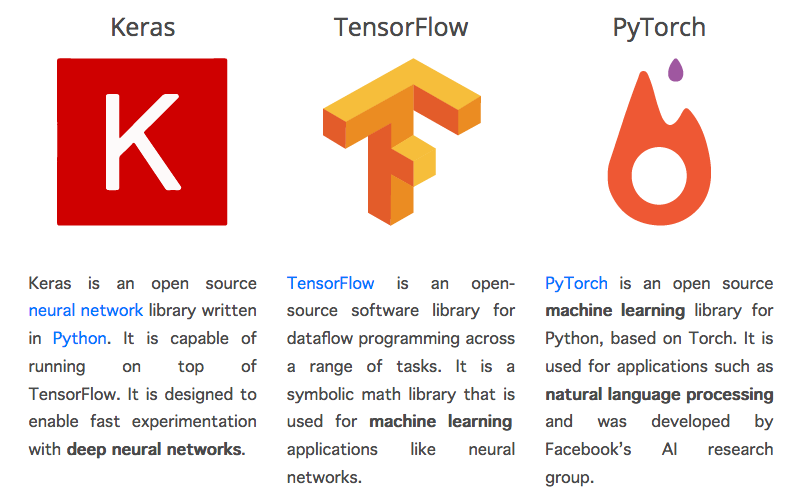 Keras
TensorFlow
PyTorch
K
Keras is an open source
neural network library written
in Python. It is capable of
running on top of
TensorFlow. It is designed to
enable fast experimentation
with deep neural networks.
TensorFlow is an open-
source software library for
dataflow programming across
a range of tasks. It is a
symbolic math library that is
used for machine learning
applications like neural
networks.
PyTorch is an open source
machine learning library for
Python, based on Torch. It is
used for applications such as
natural language processing
and was developed by
Facebook’s AI research
group.